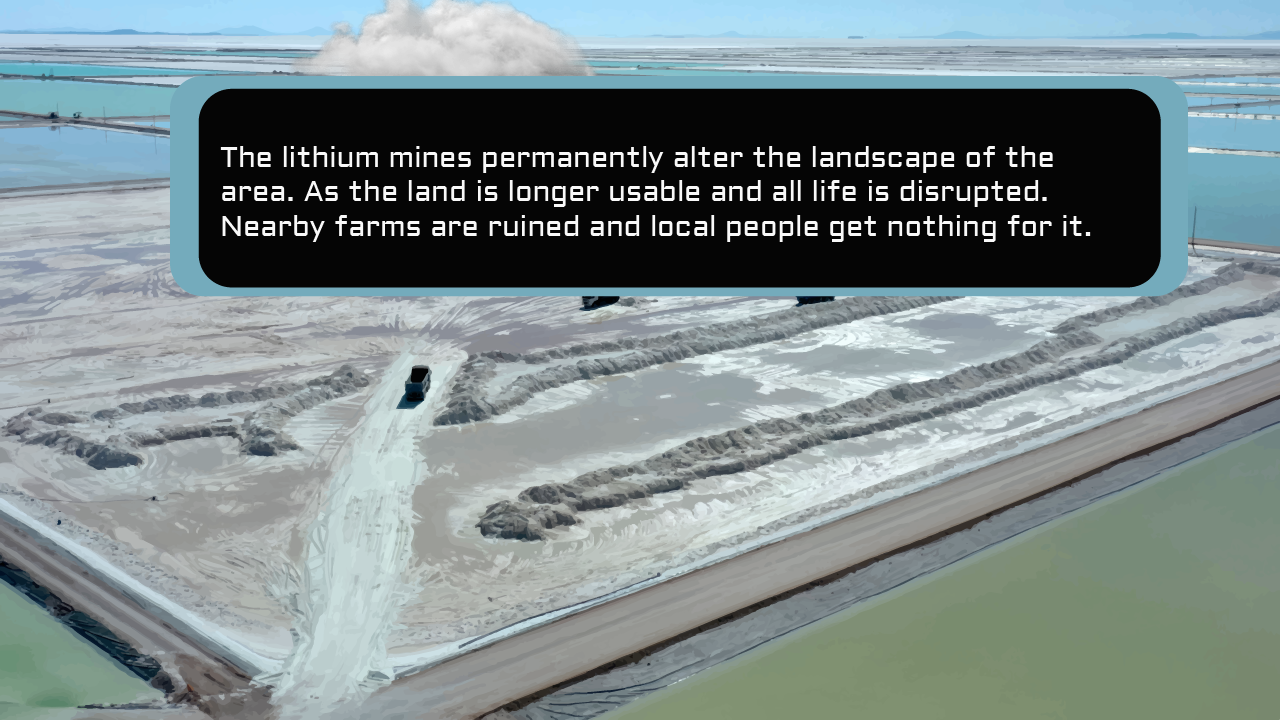 The lithium mines permanently alter the landscape of the
area. As the land is longer usable and all life is disrupted.
Nearby farms are ruined and local people get nothing for it.